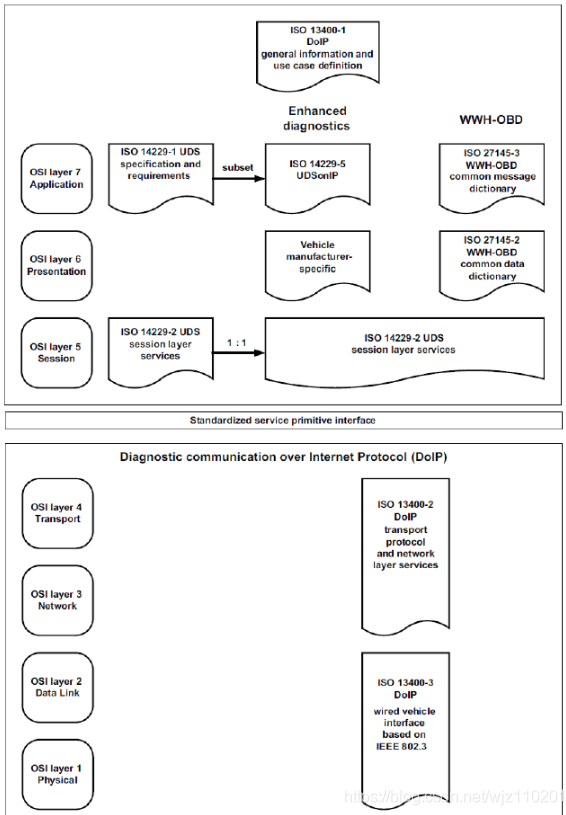 ISO 13400-1
DoIP
general information and
use case definition
Enhanced
diagnostics
WWH-OBD
OSI layer 7
Application
ISO 14229-1 UDS
specification and
requirements
subset
ISO 14229-5
UDSonIP
ISO 27145-3
WWH-OBD
common message
dictionary
OSI layer 6
Presentation
Vehicle
manufacturer-
specific
ISO 27145-2
WWH-OBD
common data
dictionary
OSI layer 5
Session
ISO 14229-2 UDS
session layer
services
1 : 1
ISO 14229-2 UDS
session layer services
Standardized service primitive interface
Diagnostic communication over Internet Protocol (DoIP)
OSI layer 4
Transport
ISO 13400-2
DoIP
transport
protocol
and network
layer services
OSI layer 3
Network
OSI layer 2
Data Link
ISO 13400-3
DoIP
wired vehicle
interface
based on
IEEE 802.3
OSI layer 1
Physical
https://blog.csdn.net/wjz110201